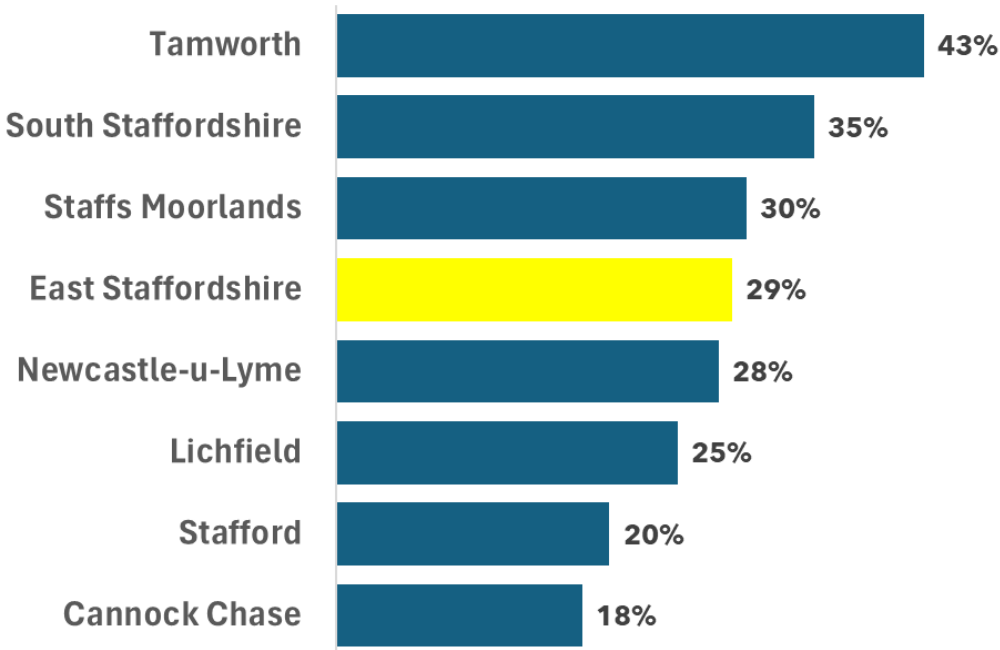 Tamworth 43%
South Staffordshire 35%
Staffs Moorlands 30%
East Staffordshire 29%
Newcastle-u-Lyme 28%
Lichfield 25%
Stafford 20%
Cannock Chase 18%